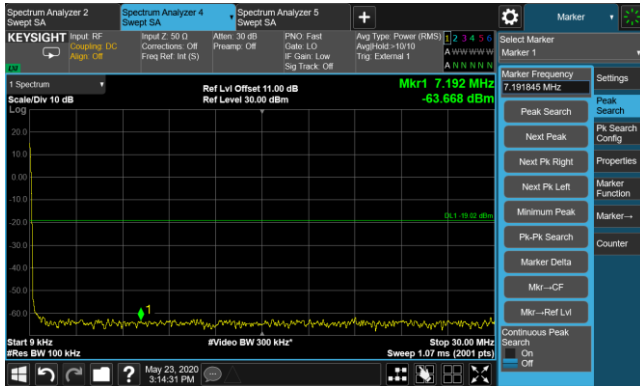 Spectrum Analyzer 2
Swept SA
Spectrum Analyzer 4
Swept SA
Spectrum Analyzer 5
Swept SA
Marker
KEYSIGHT
Input: RF
Coupling: DC
Align: Off
Input Z: 50 Ω
Corrections: Off
Freq Ref: Int (S)
Atten: 30 dB
Preamp: Off
PNO: Fast
Gate: LO
IF Gain: Low
Sig Track: Off
Avg Type: Power (RMS)
Avg|Hold:>10/10
Trig: External 1
1 2 3 4 5 6
A W W W W W
A N N N N N
Select Marker
Marker 1
1 Spectrum
Scale/Div 10 dB
Log
Ref Lvl Offset 11.00 dB
Ref Level 30.00 dBm
Mkr1 7.192 MHz
-63.668 dBm
20.0
10.0
0.00
-10.0
-20.0
-30.0
-40.0
-50.0
-60.0
DL1 -19.02 dBm
1
Start 9 kHz
#Res BW 100 kHz
#Video BW 300 kHz*
Stop 30.00 MHz
Sweep 1.07 ms (2001 pts)
Marker Frequency
7.191845 MHz
Peak Search
Next Peak
Next Pk Right
Next Pk Left
Minimum Peak
Pk-Pk Search
Marker Delta
Mkr→CF
Mkr→Ref Lvl
Continuous Peak
Search
On
Off
Settings
Peak
Search
Pk Search
Config
Properties
Marker
Function
Marker→
Counter
?
May 23, 2020
3:14:31 PM